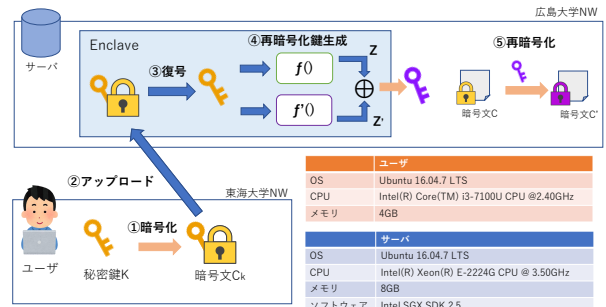 広島大学NW
サーバ
Enclave
④再暗号化鍵生成
⑤再暗号化
③復号
f()
Z
f'()
Z'
暗号文C
暗号文C'
②アップロード
東海大学NW
①暗号化
ユーザ
秘密鍵K
暗号文Ck
ユーザ
OS Ubuntu 16.04.7 LTS
CPU Intel(R) Core(TM) i3-7100U CPU @2.40GHz
メモリ 4GB
サーバ
OS Ubuntu 16.04.7 LTS
CPU Intel(R) Xeon(R) E-2224G CPU @ 3.50GHz
メモリ 8GB
ソフトウェア Intel SGX SDK 2.5